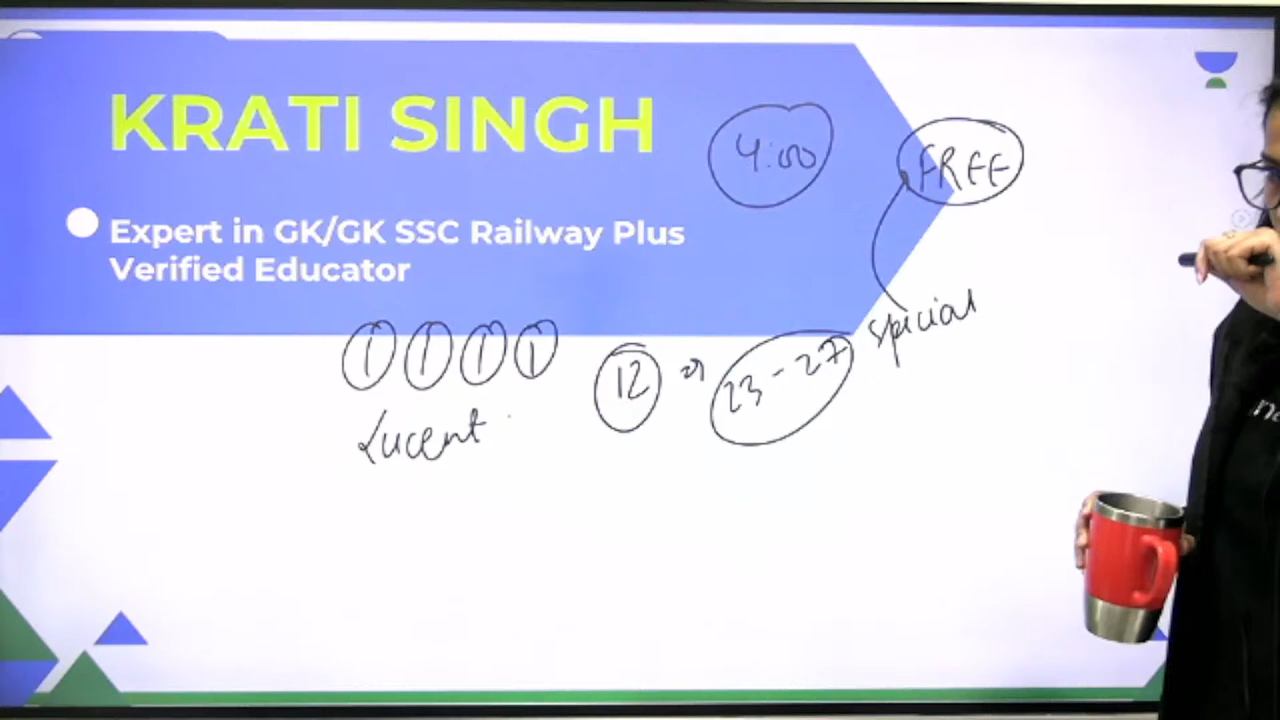 KRATI SINGH
4:00
FREE
Expert in GK/GK SSC Railway Plus
Verified Educator
special
1 1 1 1
12 or 23-27
Lucent